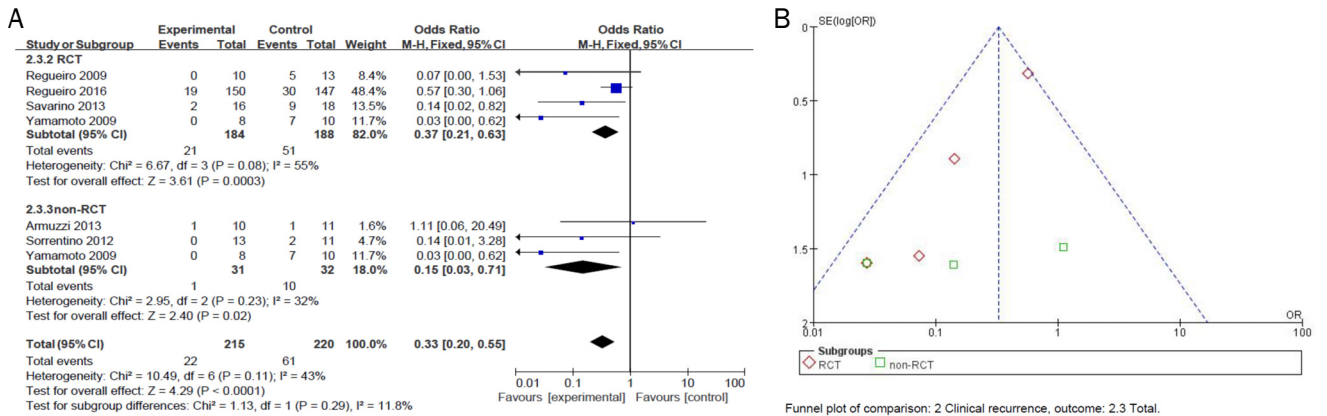 A
Experimental Control Odds Ratio Odds Ratio
Study or Subgroup Events Total Events Total Weight M-H, Fixed, 95% CI M-H, Fixed, 95% CI
2.3.2 RCT
Regueiro 2009 0 10 5 13 8.4% 0.07 [0.00, 1.53]
Regueiro 2016 19 150 30 147 48.4% 0.57 [0.30, 1.06]
Savarino 2013 2 16 9 18 13.5% 0.14 [0.02, 0.82]
Yamamoto 2009 0 8 7 10 11.7% 0.03 [0.00, 0.62]
Subtotal (95% CI) 184 188 82.0% 0.37 [0.21, 0.63]
Total events 21 51
Heterogeneity: Chi² = 6.67, df = 3 (P = 0.08); I² = 55%
Test for overall effect: Z = 3.61 (P = 0.0003)
2.3.3non-RCT
Armuzzi 2013 1 10 1 11 1.6% 1.11 [0.06, 20.49]
Sorrentino 2012 0 13 2 11 4.7% 0.14 [0.01, 3.28]
Yamamoto 2009 0 8 7 10 11.7% 0.03 [0.00, 0.62]
Subtotal (95% CI) 31 32 18.0% 0.15 [0.03, 0.71]
Total events 1 10
Heterogeneity: Chi² = 2.95, df = 2 (P = 0.23); I² = 32%
Test for overall effect: Z = 2.40 (P = 0.02)
Total (95% CI) 215 220 100.0% 0.33 [0.20, 0.55]
Total events 22 61
Heterogeneity: Chi² = 10.49, df = 6 (P = 0.11); I² = 43%
Test for overall effect: Z = 4.29 (P < 0.0001)
Test for subgroup differences: Chi² = 1.13, df = 1 (P = 0.29), I² = 11.8%
0.01 0.1 1 10 100
Favours [experimental] Favours [control]
B
SE(log[OR])
0
0.5
1
1.5
2
OR
0.01 0.1 1 10 100
Subgroups
RCT non-RCT
Funnel plot of comparison: 2 Clinical recurrence, outcome: 2.3 Total.